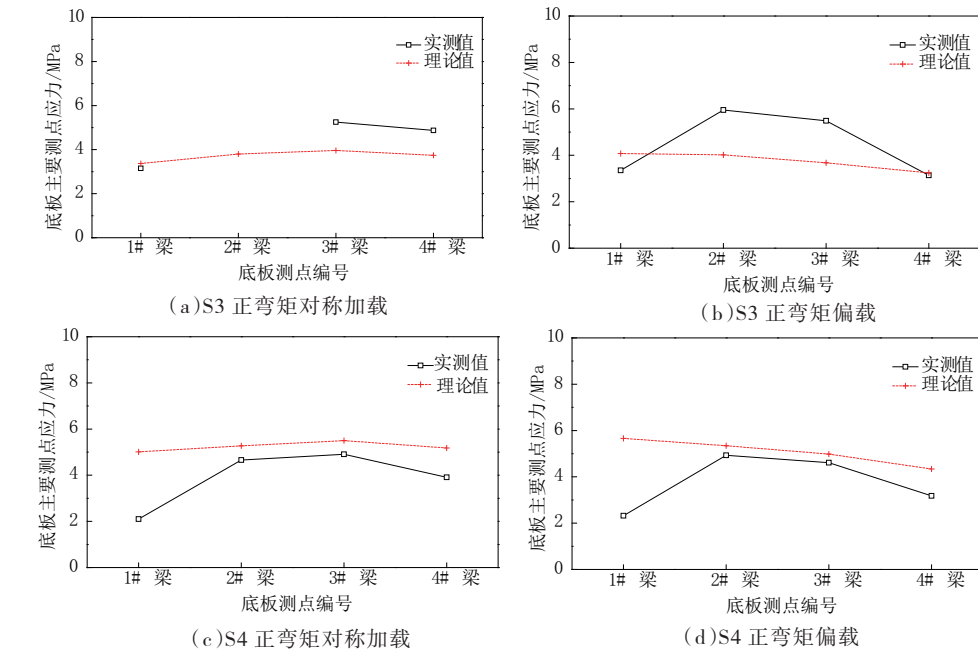 底板主要测点应力/MPa
10
8
6
4
2
0
实测值
理论值
1# 梁 2# 梁 3# 梁 4# 梁
底板测点编号
(a)S3 正弯矩对称加载
底板主要测点应力/MPa
10
8
6
4
2
0
实测值
理论值
1# 梁 2# 梁 3# 梁 4# 梁
底板测点编号
(b)S3 正弯矩偏载
底板主要测点应力/MPa
10
8
6
4
2
0
实测值
理论值
1# 梁 2# 梁 3# 梁 4# 梁
底板测点编号
(c)S4 正弯矩对称加载
底板主要测点应力/MPa
10
8
6
4
2
0
实测值
理论值
1# 梁 2# 梁 3# 梁 4# 梁
底板测点编号
(d)S4 正弯矩偏载